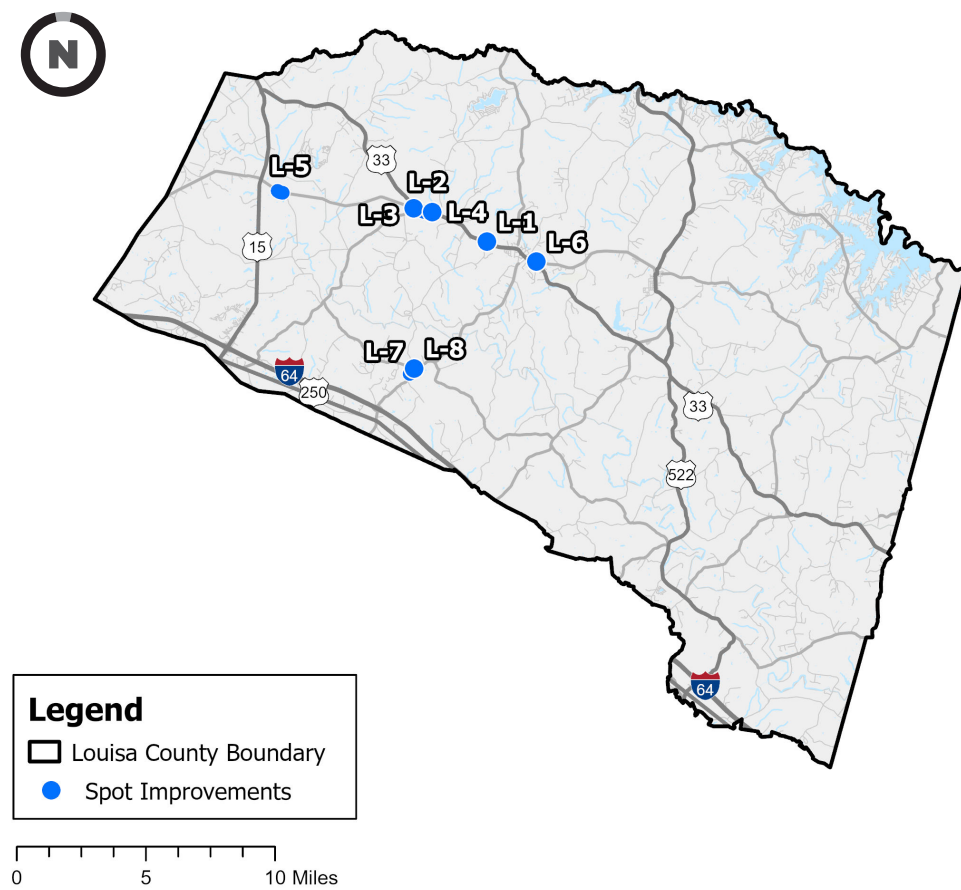 N
33
L-5
L-2
L-3
L-4
L-1
L-6
15
L-7
L-8
64
250
33
522
64
Legend
Louisa County Boundary
Spot Improvements
0 5 10 Miles